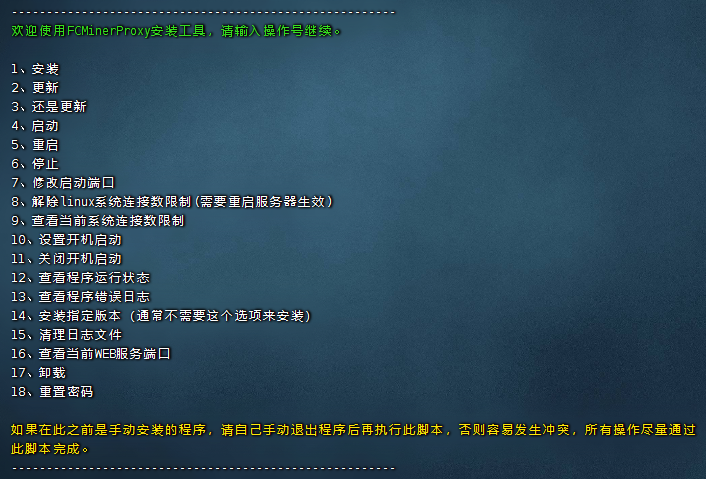 -------------------------------------------------------
欢迎使用FCMinerProxy安装工具，请输入操作号继续。
1、安装
2、更新
3、还是更新
4、启动
5、重启
6、停止
7、修改启动端口
8、解除linux系统连接数限制(需要重启服务器生效)
9、查看当前系统连接数限制
10、设置开机启动
11、关闭开机启动
12、查看程序运行状态
13、查看程序错误日志
14、安装指定版本 (通常不需要这个选项来安装)
15、清理日志文件
16、查看当前WEB服务端口
17、卸载
18、重置密码
如果在此之前是手动安装的程序，请自己手动退出程序后再执行此脚本，否则容易发生冲突，所有操作尽量通过
此脚本完成。
-------------------------------------------------------